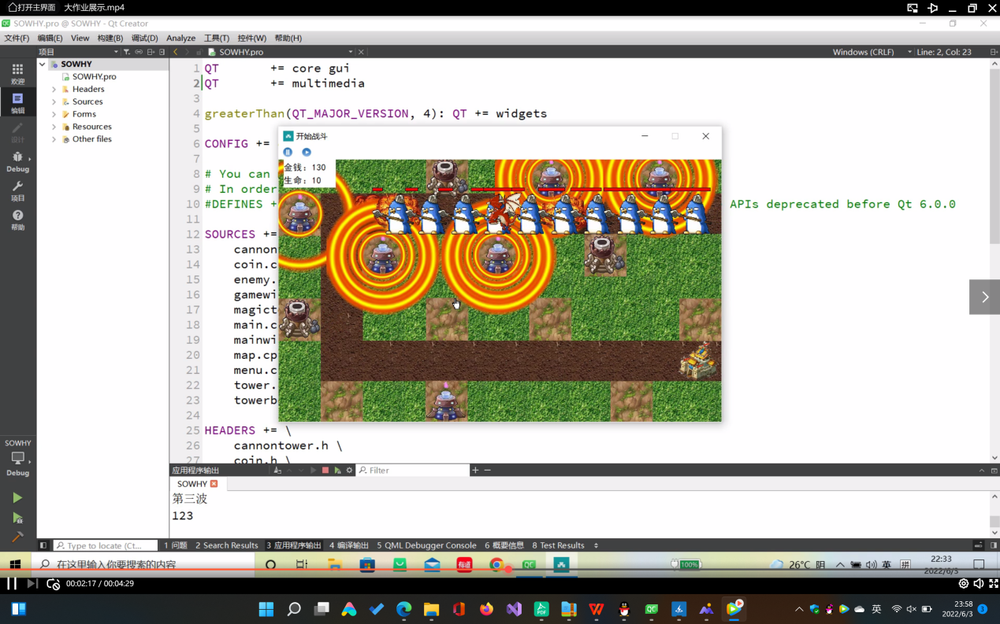 打开主界面 大作业展示.mp4
SOWHY.pro @ SOWHY - Qt Creator
文件(F) 编辑(E) View 构建(B) 调试(D) Analyze 工具(T) 控件(W) 帮助(H)
项目 SOWHY.pro Windows (CRLF) Line: 2, Col: 23
欢迎
编辑
设计
Debug
项目
帮助
SOWHY
SOWHY.pro
Headers
Sources
Forms
Resources
Other files
1 QT += core gui
2 QT += multimedia
3
4 greaterThan(QT_MAJOR_VERSION, 4): QT += widgets
5
6 CONFIG +=
7
8 # You can
9 # In order
10 #DEFINES + APIs deprecated before Qt 6.0.0
11
12 SOURCES +=
13 cannon
14 coin.c
15 enemy.
16 gamewi
17 magict
18 main.c
19 mainwi
20 map.cp
21 menu.c
22 tower.
23 towerb
24
25 HEADERS += \
26 cannontower.h \
27 coin.h \
开始战斗
金钱：130
生命：10
SOWHY
Debug
应用程序输出 Filter
SOWHY
第三波
123
Type to locate (Ct... 1 问题 2 Search Results 3 应用程序输出 4 编译输出 5 QML Debugger Console 6 概要信息 8 Test Results
在这里输入你要搜索的内容 100% 26°C 阴 英 拼 22:33
2022/6/3
00:02:17 / 00:04:29
英 23:58
2022/6/3